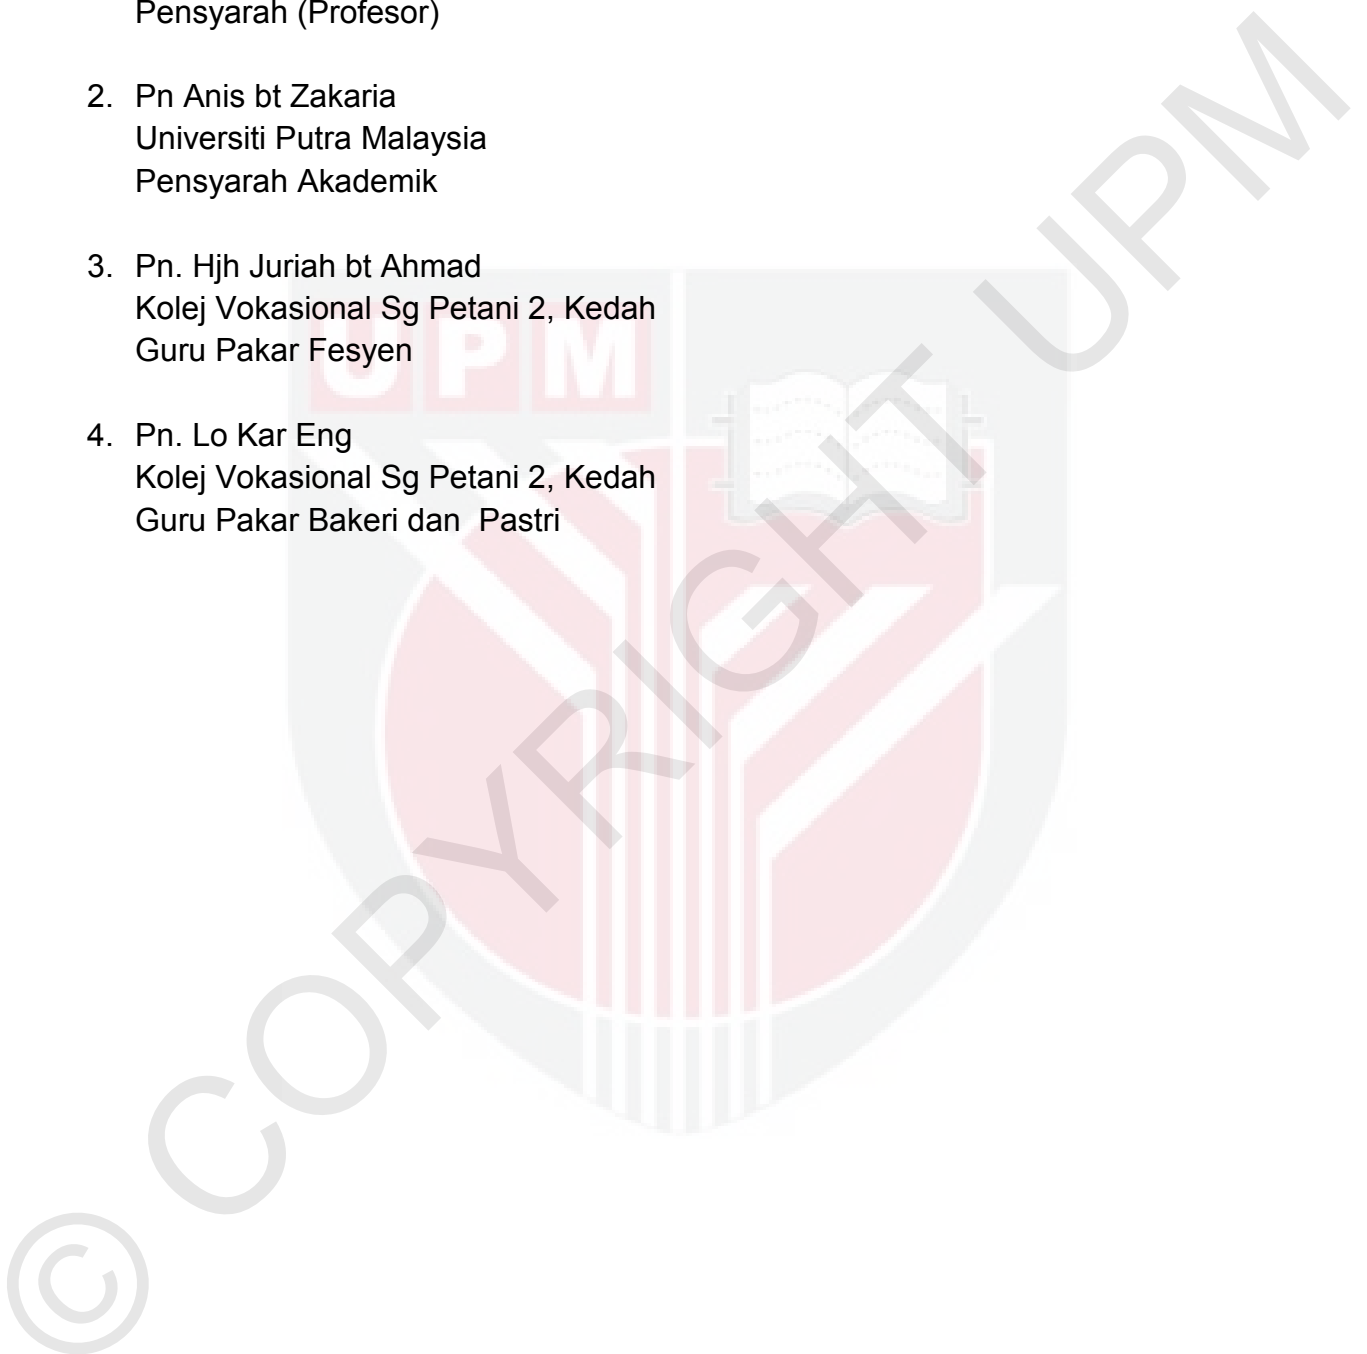 Pensyarah (Profesor)
2. Pn Anis bt Zakaria
Universiti Putra Malaysia
Pensyarah Akademik
3. Pn. Hjh Juriah bt Ahmad
Kolej Vokasional Sg Petani 2, Kedah
Guru Pakar Fesyen
4. Pn. Lo Kar Eng
Kolej Vokasional Sg Petani 2, Kedah
Guru Pakar Bakeri dan  Pastri
UPM
© COPYRIGHT UPM